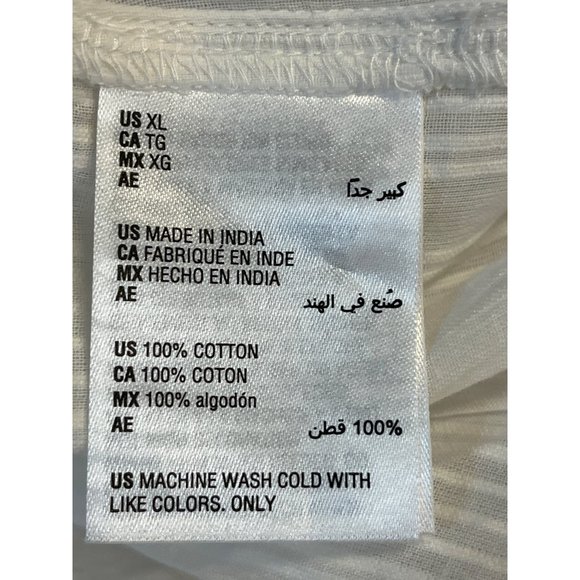 US XL
CA TG
MX XG
AE كبير جدًا
US MADE IN INDIA
CA FABRIQUÉ EN INDE
MX HECHO EN INDIA
AE صُنع في الهند
US 100% COTTON
CA 100% COTON
MX 100% algodón
AE 100% قطن
US MACHINE WASH COLD WITH
LIKE COLORS. ONLY